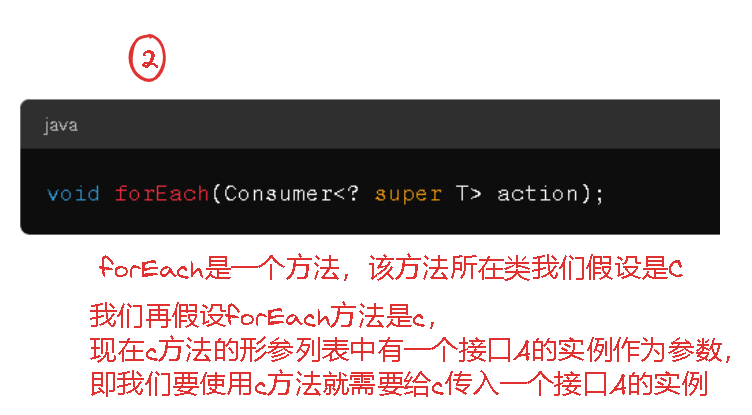 ②
java
void forEach(Consumer<? super T> action);
forEach是一个方法，该方法所在类我们假设是C
我们再假设forEach方法是c，
现在c方法的形参列表中有一个接口A的实例作为参数，
即我们要使用c方法就需要给c传入一个接口A的实例